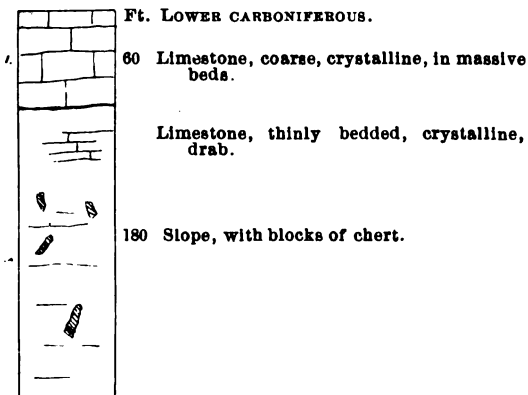 Ft. LOWER CARBONIFEROUS.
1.
60 Limestone, coarse, crystalline, in massive
beds.
Limestone, thinly bedded, crystalline,
drab.
180 Slope, with blocks of chert.